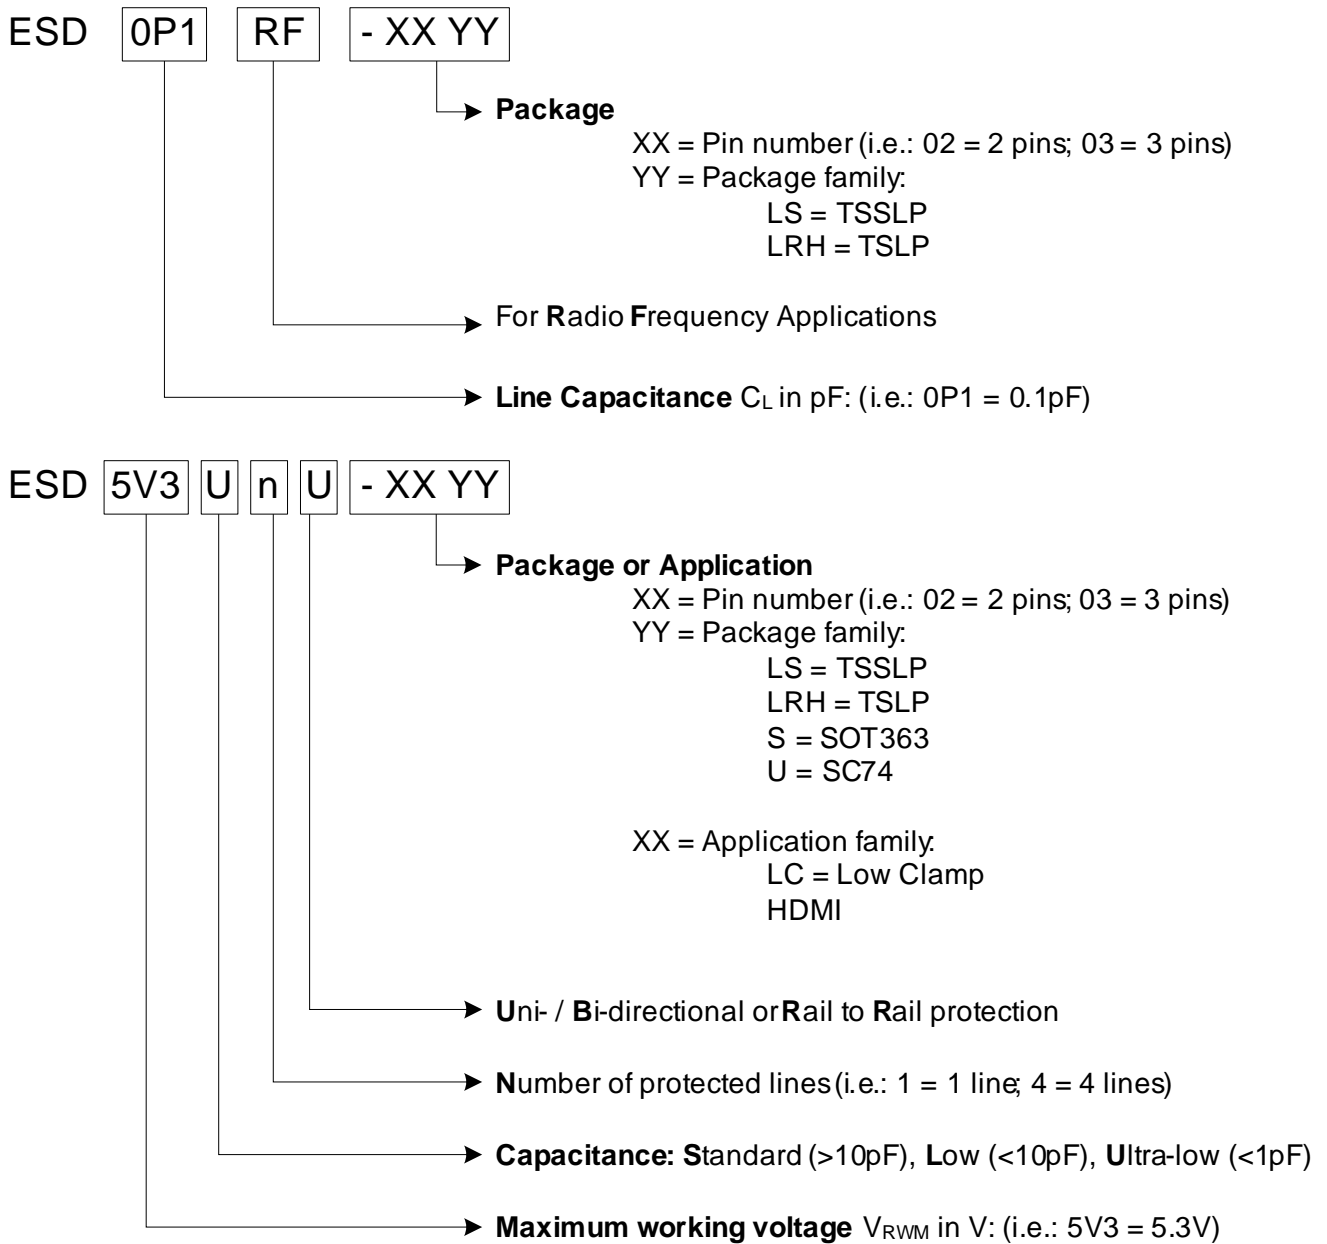 ESD 0P1 RF - XX YY
Package
XX = Pin number (i.e.: 02 = 2 pins; 03 = 3 pins)
YY = Package family:
LS = TSSLP
LRH = TSLP
For Radio Frequency Applications
Line Capacitance CL in pF: (i.e.: 0P1 = 0.1pF)
ESD 5V3 U n U - XX YY
Package or Application
XX = Pin number (i.e.: 02 = 2 pins; 03 = 3 pins)
YY = Package family:
LS = TSSLP
LRH = TSLP
S = SOT363
U = SC74
XX = Application family:
LC = Low Clamp
HDMI
Uni- / Bi-directional or Rail to Rail protection
Number of protected lines (i.e.: 1 = 1 line; 4 = 4 lines)
Capacitance: Standard (>10pF), Low (<10pF), Ultra-low (<1pF)
Maximum working voltage VRWM in V: (i.e.: 5V3 = 5.3V)